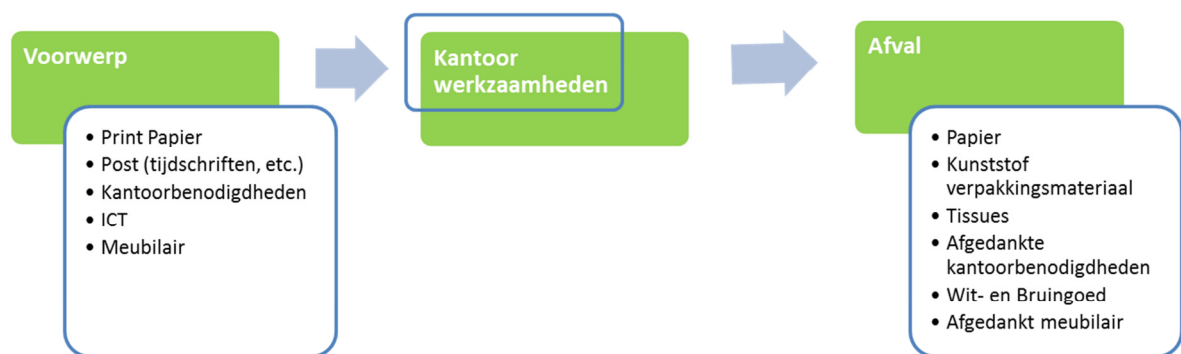 Voorwerp
• Print Papier
• Post (tijdschriften, etc.)
• Kantoorbenodigdheden
• ICT
• Meubilair
Kantoor
werkzaamheden
Afval
• Papier
• Kunststof
verpakkingsmateriaal
• Tissues
• Afgedankte
kantoorbenodigdheden
• Wit- en Bruingoed
• Afgedankt meubilair